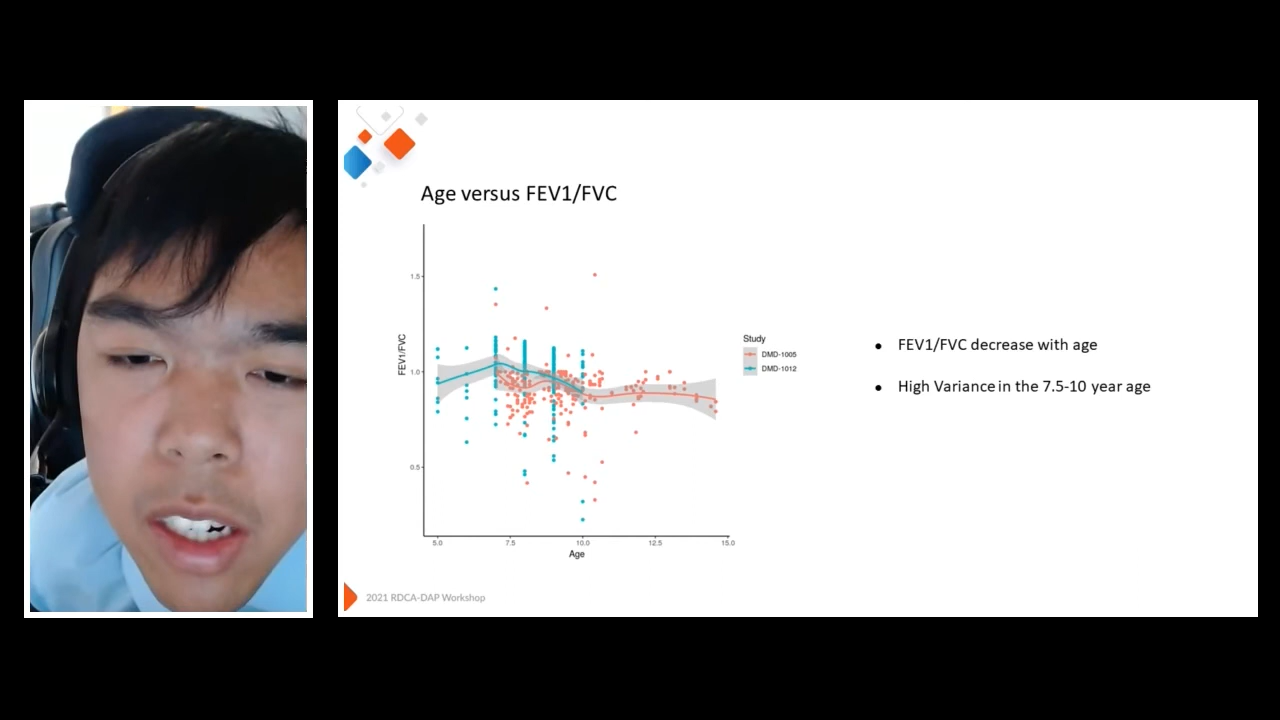 Age versus FEV1/FVC
FEV1/FVC
1.5
1.0
0.5
5.0 7.5 10.0 12.5 15.0
Age
Study
DMD-1005
DMD-1012
● FEV1/FVC decrease with age
● High Variance in the 7.5-10 year age
2021 RDCA-DAP Workshop